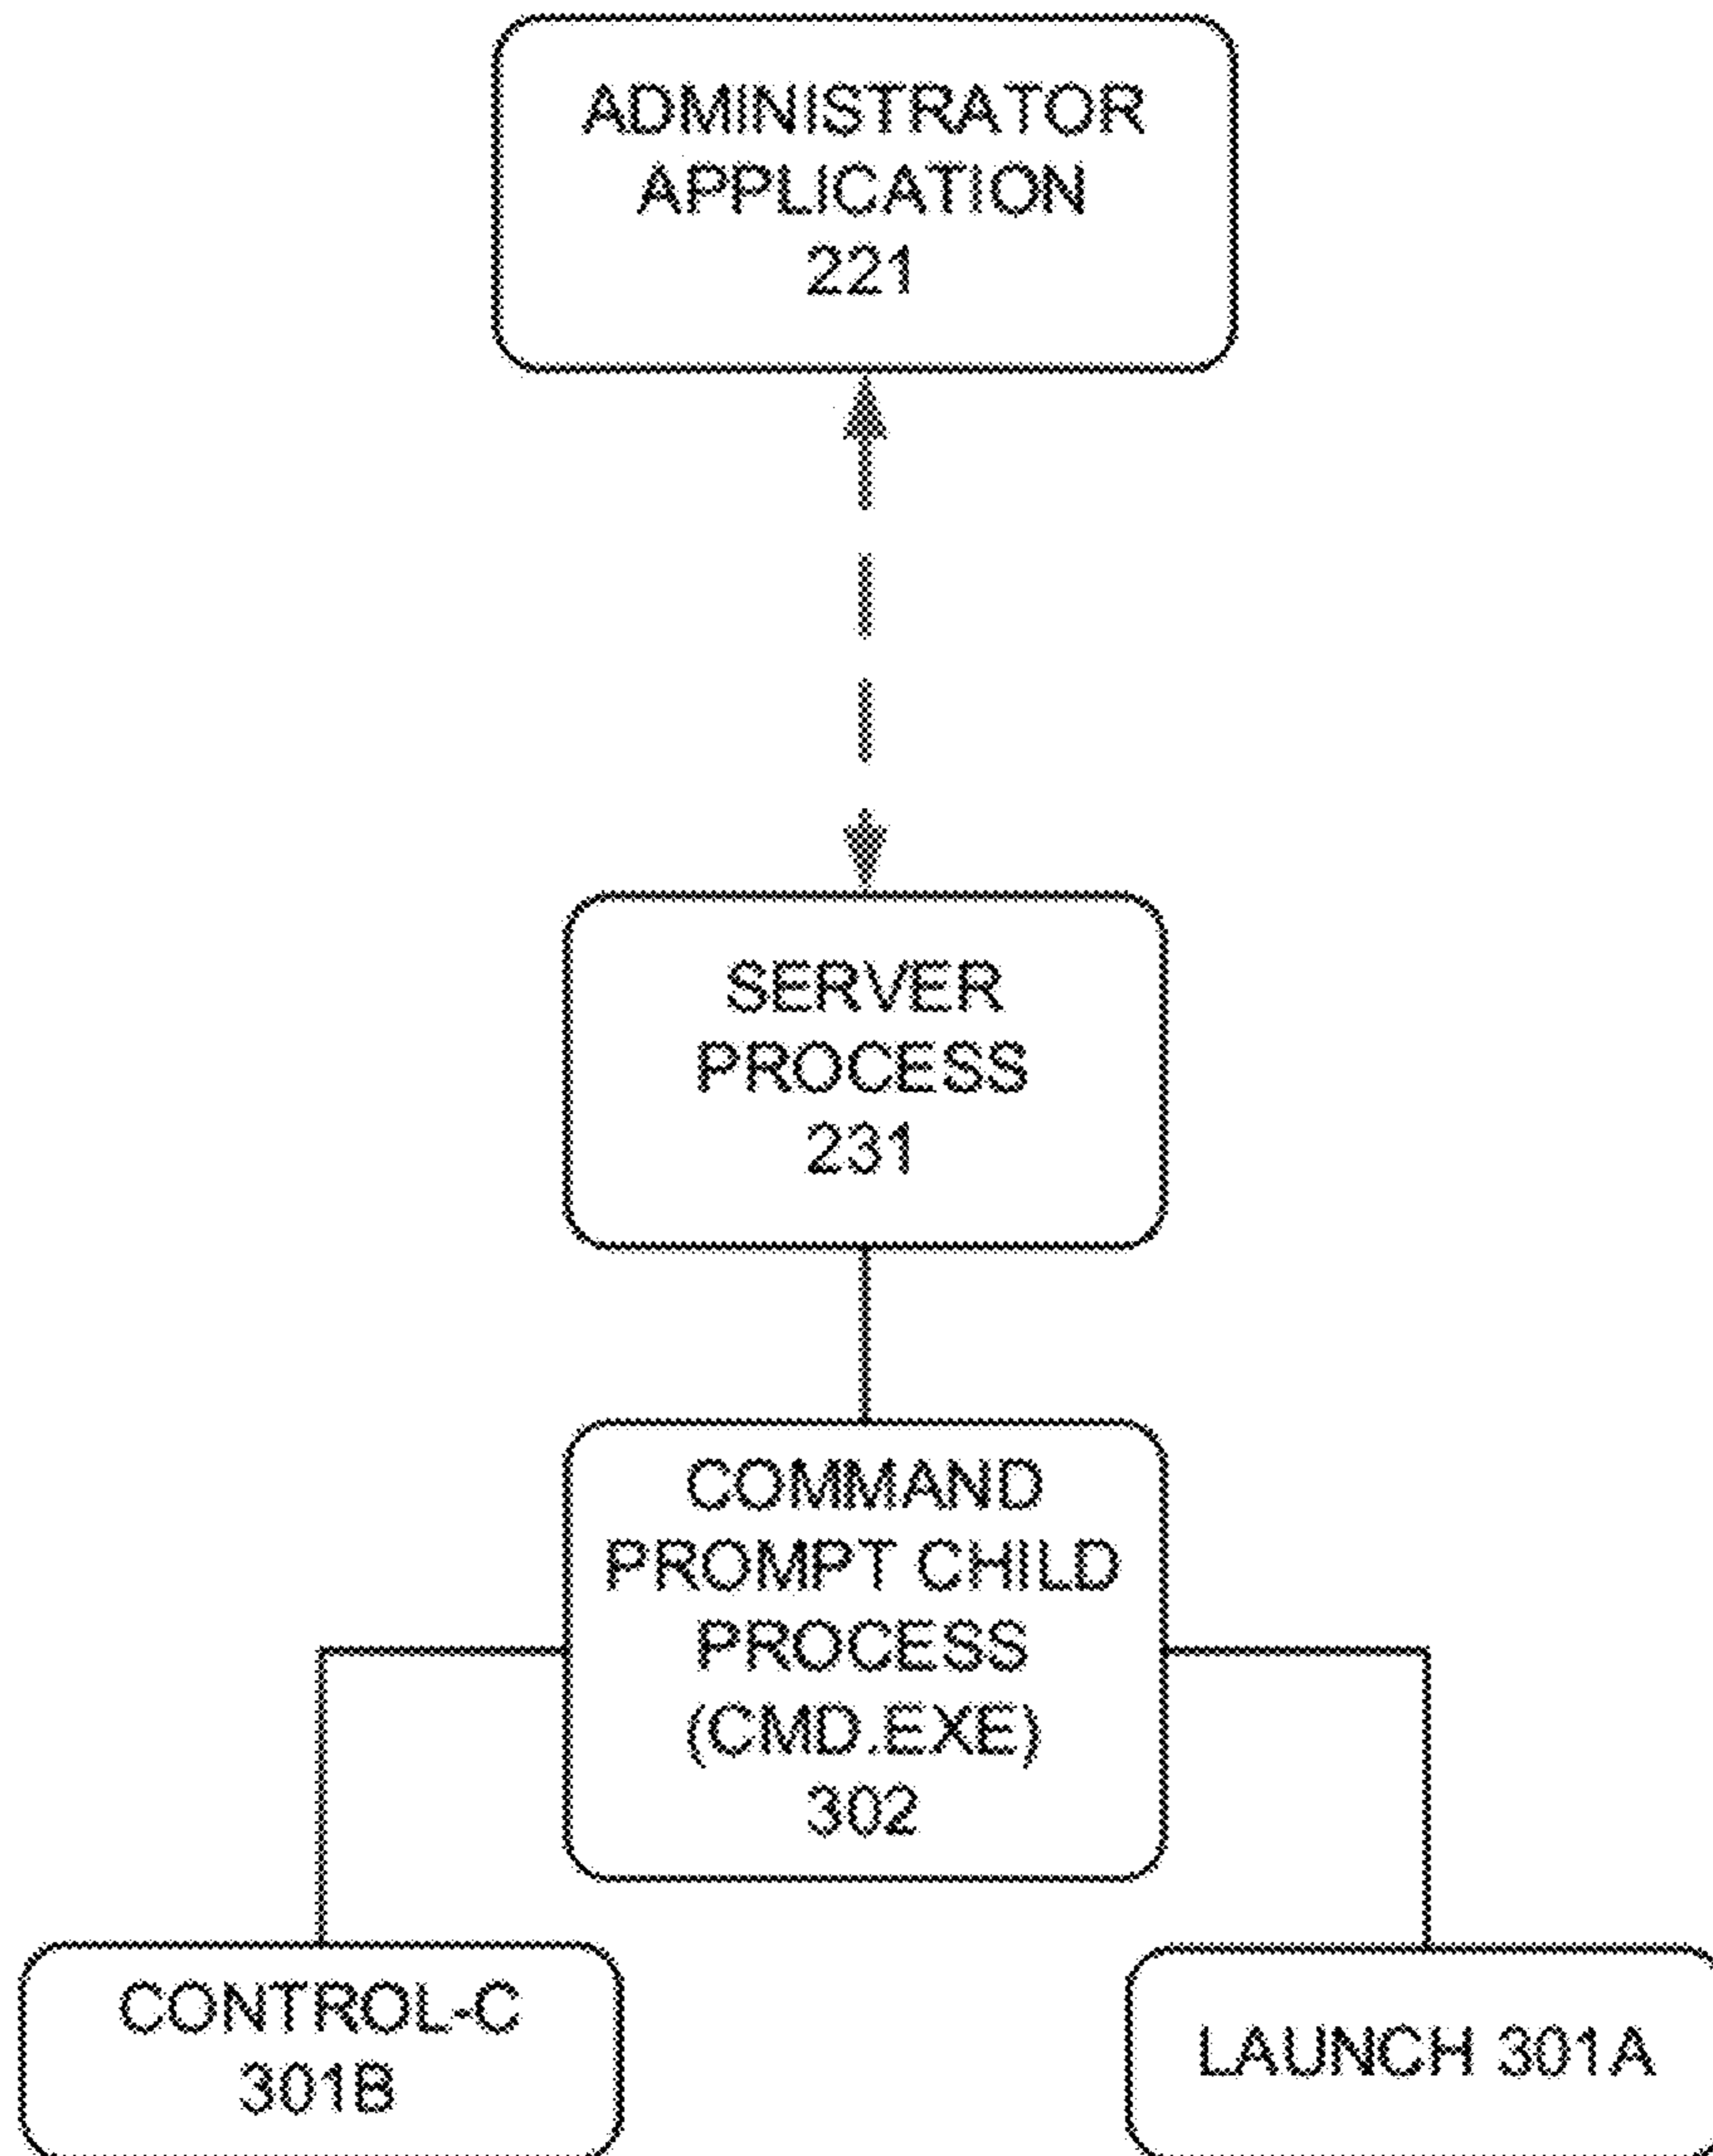 ADMINISTRATOR
APPLICATION
221
SERVER
PROCESS
231
COMMAND
PROMPT CHILD
PROCESS
(CMD.EXE)
302
CONTROL-C
301B
LAUNCH 301A